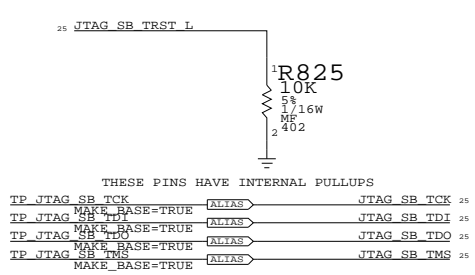 25 JTAG_SB_TRST_L
1
R825
10K
5%
1/16W
MF
402
2
THESE PINS HAVE INTERNAL PULLUPS
TP_JTAG_SB_TCK ALIAS JTAG_SB_TCK 25
MAKE_BASE=TRUE
TP_JTAG_SB_TDI ALIAS JTAG_SB_TDI 25
MAKE_BASE=TRUE
TP_JTAG_SB_TDO ALIAS JTAG_SB_TDO 25
MAKE_BASE=TRUE
TP_JTAG_SB_TMS ALIAS JTAG_SB_TMS 25
MAKE_BASE=TRUE